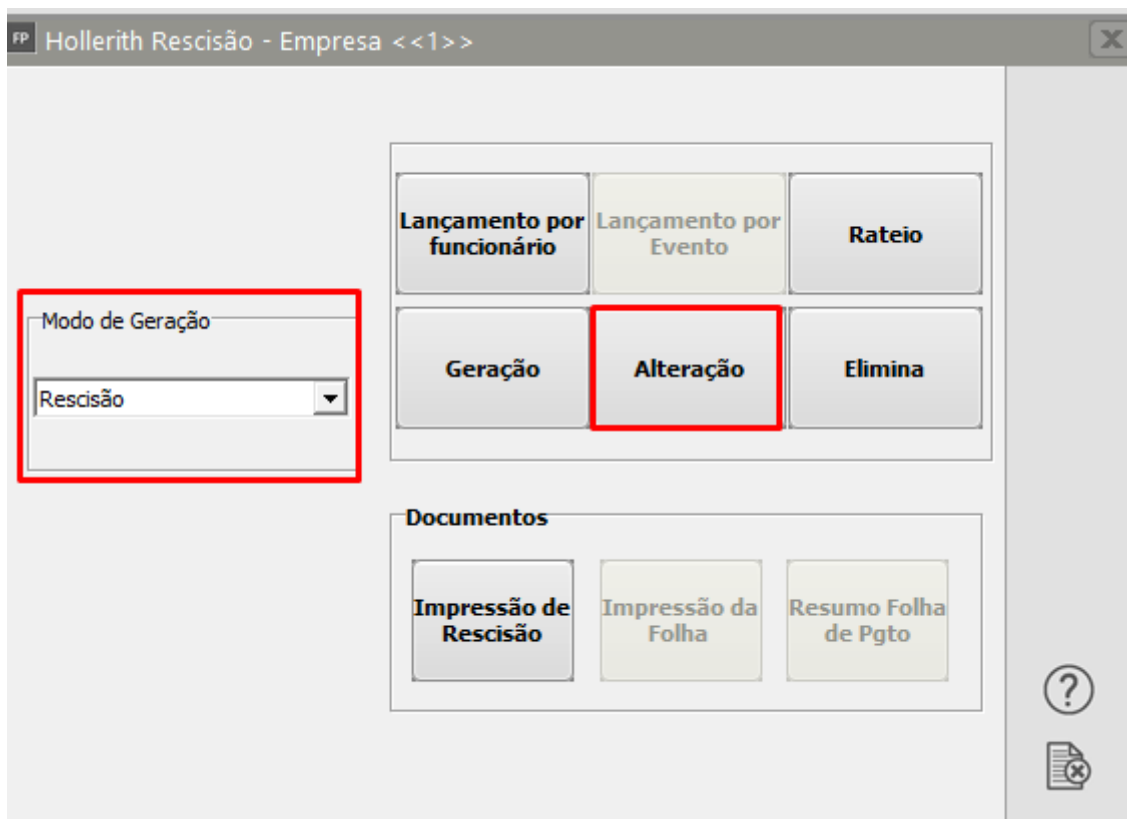 FP Hollerith Rescisão - Empresa <<1>>
Lançamento por
funcionário
Lançamento por
Evento
Rateio
Modo de Geração
Rescisão
Geração
Alteração
Elimina
Documentos
Impressão de
Rescisão
Impressão da
Folha
Resumo Folha
de Pgto
?